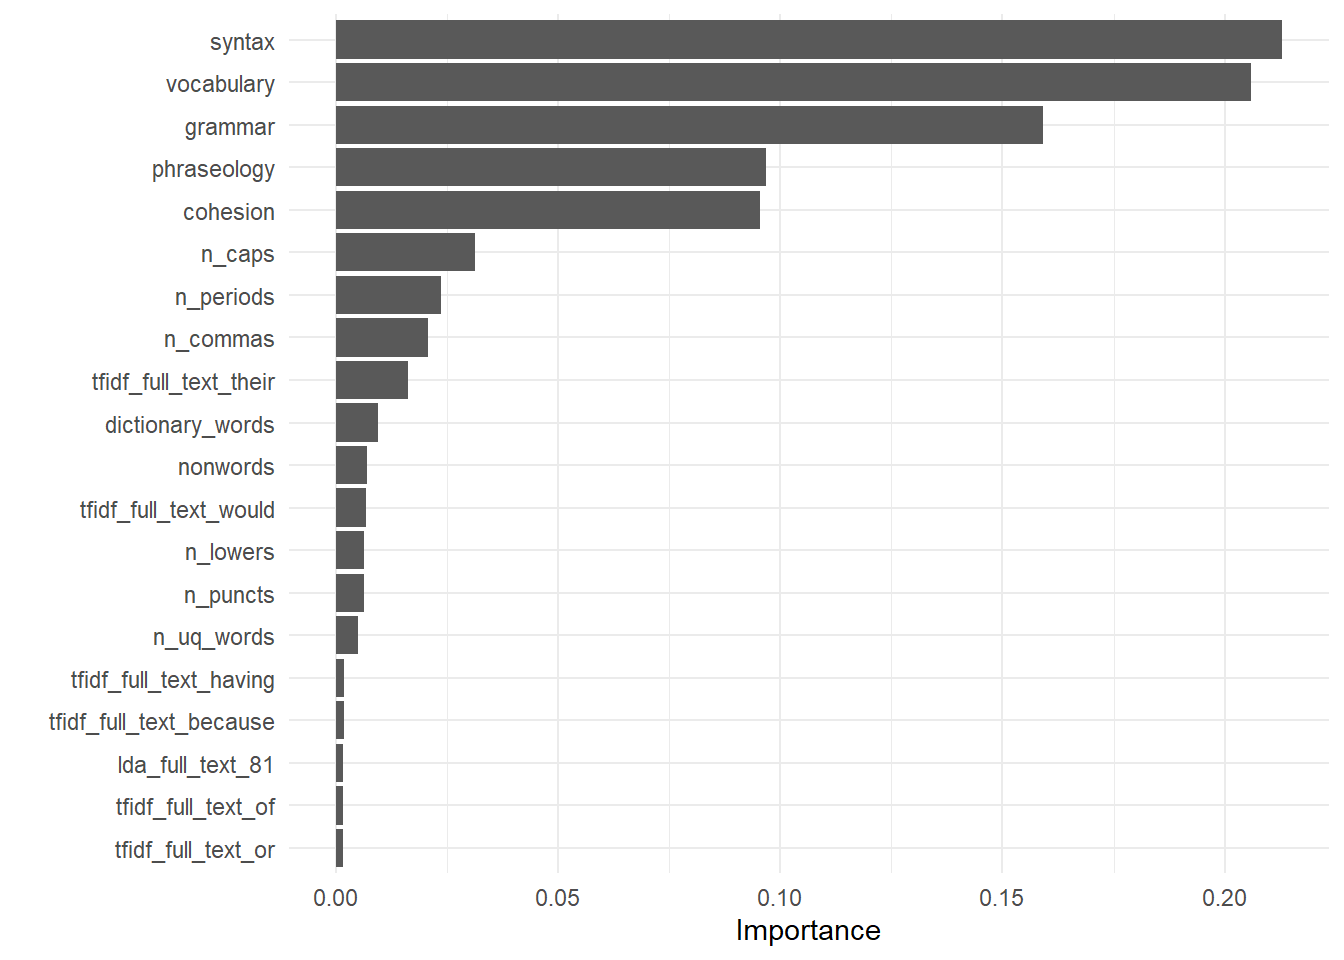 syntax
vocabulary
grammar
phraseology
cohesion
n_caps
n_periods
n_commas
tfidf_full_text_their
dictionary_words
nonwords
tfidf_full_text_would
n_lowers
n_puncts
n_uq_words
tfidf_full_text_having
tfidf_full_text_because
lda_full_text_81
tfidf_full_text_of
tfidf_full_text_or
0.00 0.05 0.10 0.15 0.20
Importance